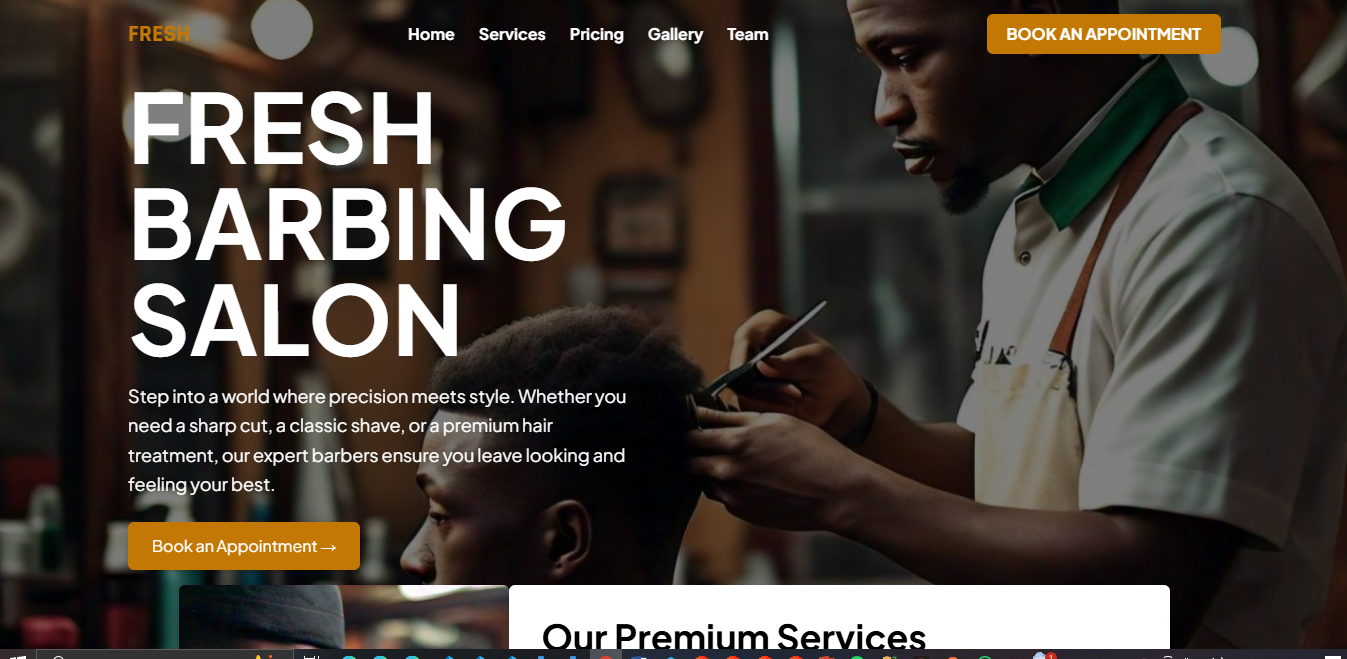 FRESH
Home Services Pricing Gallery Team
BOOK AN APPOINTMENT
FRESH
BARBING
SALON
Step into a world where precision meets style. Whether you
need a sharp cut, a classic shave, or a premium hair
treatment, our expert barbers ensure you leave looking and
feeling your best.
Book an Appointment →
Our Premium Services